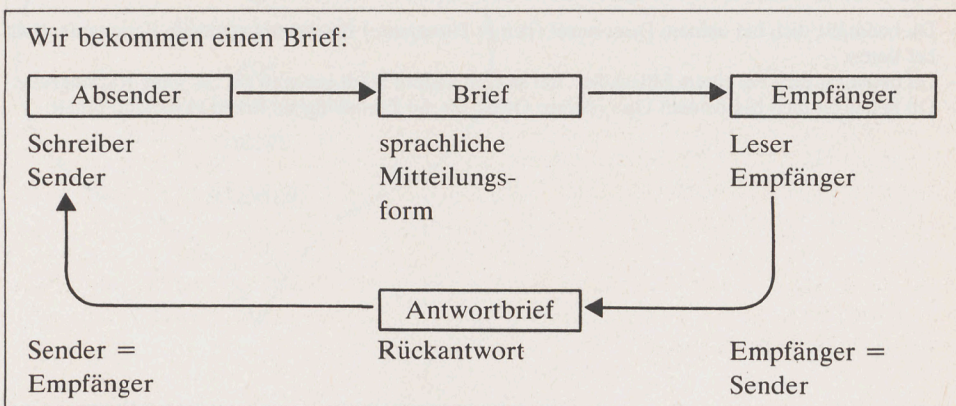 Wir bekommen einen Brief:
Absender Brief Empfänger
Schreiber sprachliche Leser
Sender Mitteilungs- Empfänger
form
Antwortbrief
Sender = Rückantwort Empfänger =
Empfänger Sender